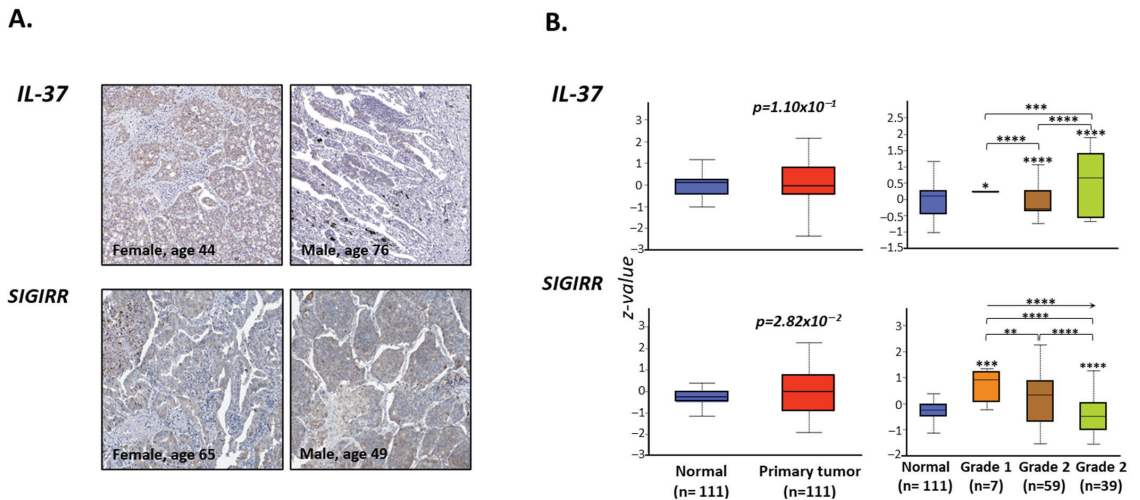 A.
B.
IL-37
Female, age 44
Male, age 76
SIGIRR
Female, age 65
Male, age 49
IL-37
p=1.10x10⁻¹
3
2
1
0
−1
−2
−3
***
****
****
****
****
*
2.5
2
1.5
1
0.5
0
−0.5
−1
−1.5
SIGIRR
z-value
p=2.82x10⁻²
3
2
1
0
−1
−2
−3
****
****
**
****
***
****
3
2
1
0
−1
−2
Normal
(n= 111)
Primary tumor
(n=111)
Normal
(n= 111)
Grade 1
(n=7)
Grade 2
(n=59)
Grade 2
(n=39)